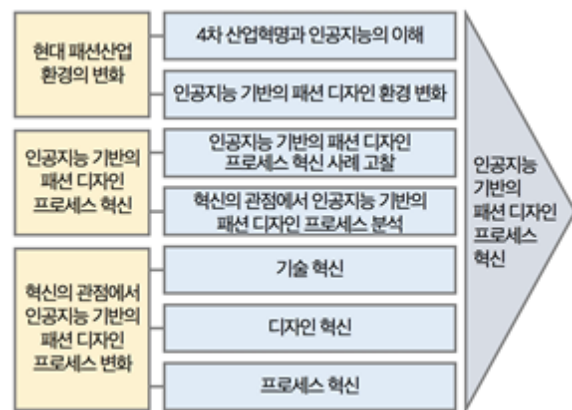 현대 패션산업
환경의 변화
4차 산업혁명과 인공지능의 이해
인공지능 기반의 패션 디자인 환경 변화
인공지능 기반의
패션 디자인
프로세스 혁신
인공지능 기반의 패션 디자인
프로세스 혁신 사례 고찰
혁신의 관점에서 인공지능 기반의
패션 디자인 프로세스 분석
혁신의 관점에서
인공지능 기반의
패션 디자인
프로세스 변화
기술 혁신
디자인 혁신
프로세스 혁신
인공지능
기반의
패션 디자인
프로세스
혁신